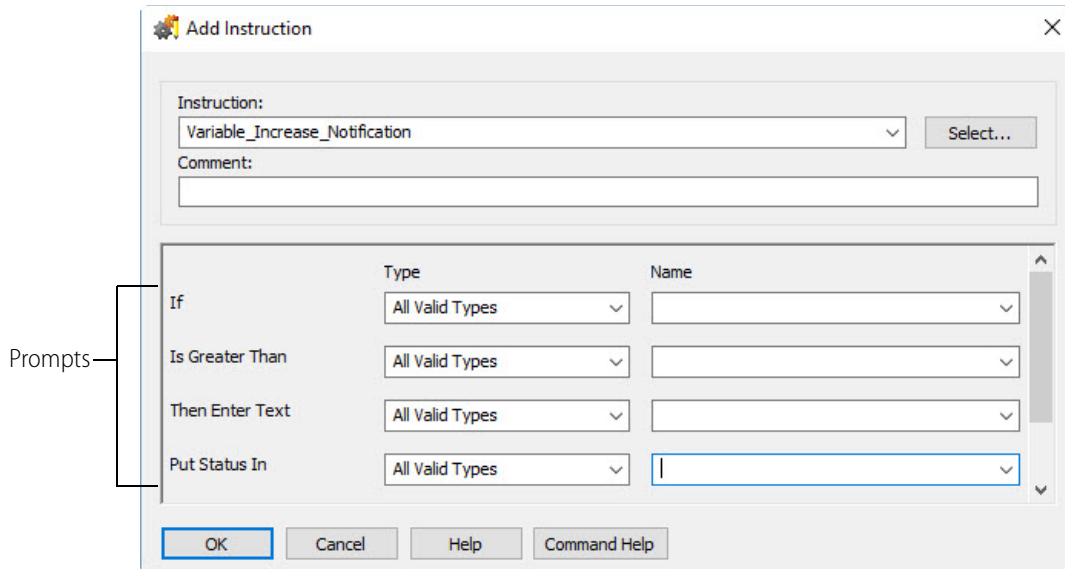 Add Instruction
Instruction:
Variable_Increase_Notification
Select...
Comment:
Type Name
If All Valid Types
Is Greater Than All Valid Types
Then Enter Text All Valid Types
Put Status In All Valid Types
Prompts
OK Cancel Help Command Help